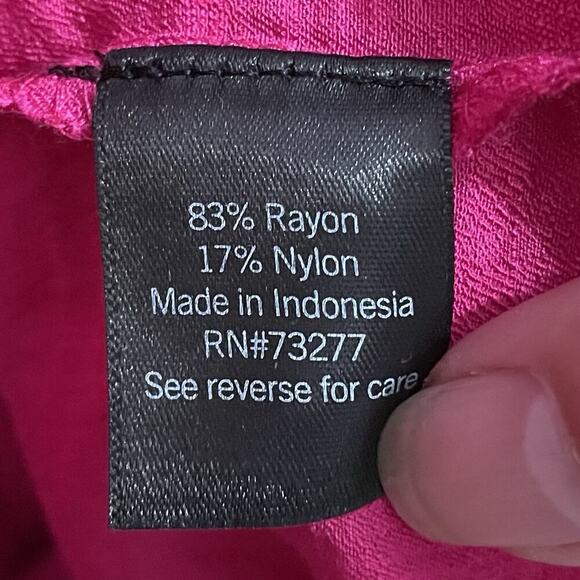 83% Rayon
17% Nylon
Made in Indonesia
RN#73277
See reverse for care